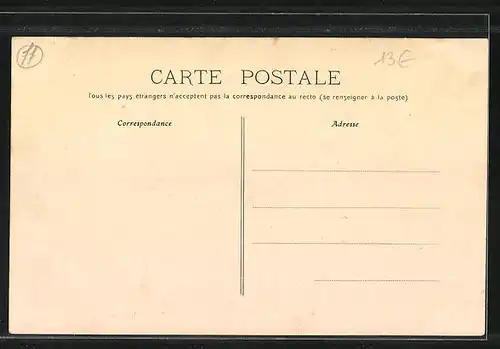 77 13€
CARTE POSTALE
Tous les pays étrangers n'acceptent pas la correspondance au recto (se renseigner à la poste)
Correspondance Adresse